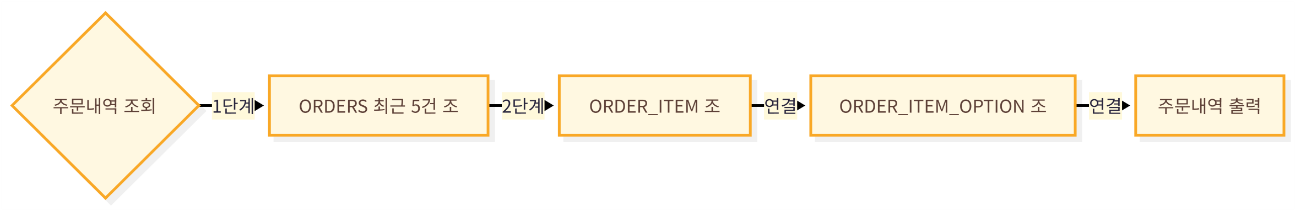 주문내역 조회
1단계
ORDERS 최근 5건 조
2단계
ORDER_ITEM 조
연결
ORDER_ITEM_OPTION 조
연결
주문내역 출력